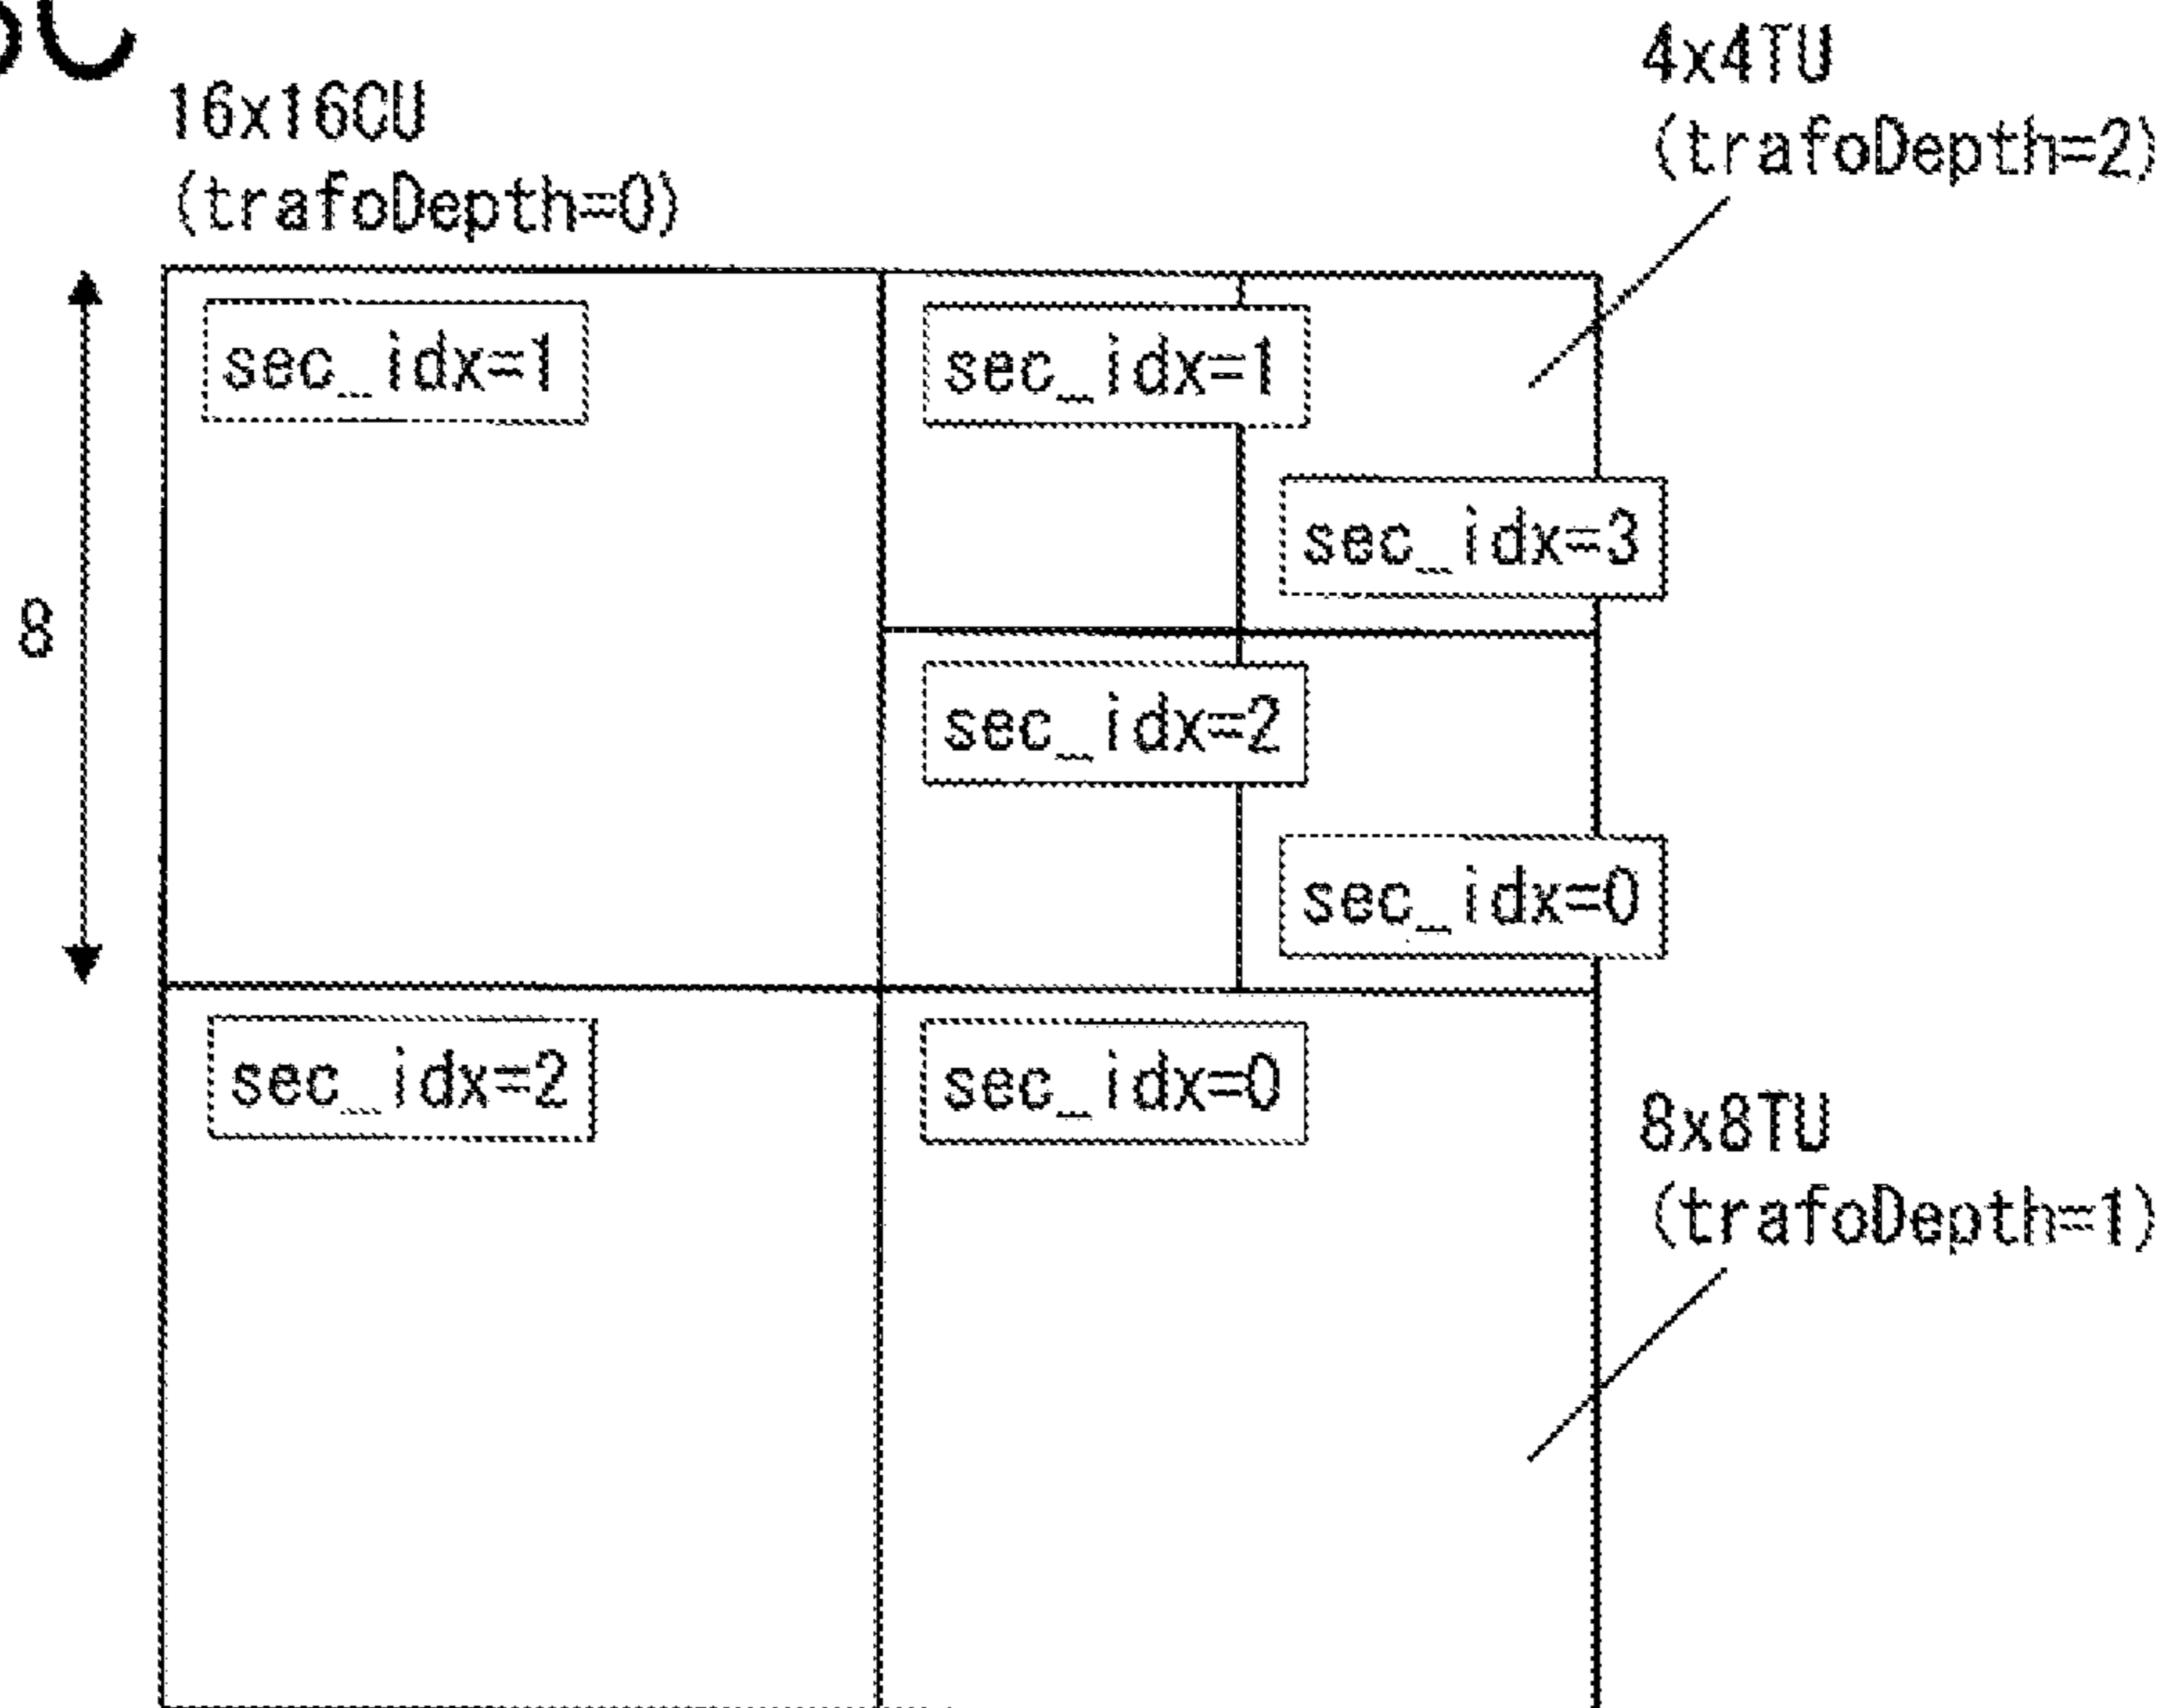 16x16CU
(trafoDepth=0)
4x4TU
(trafoDepth=2)
sec_idx=1
sec_idx=1
sec_idx=3
8
sec_idx=2
sec_idx=0
sec_idx=2
sec_idx=0
8x8TU
(trafoDepth=1)